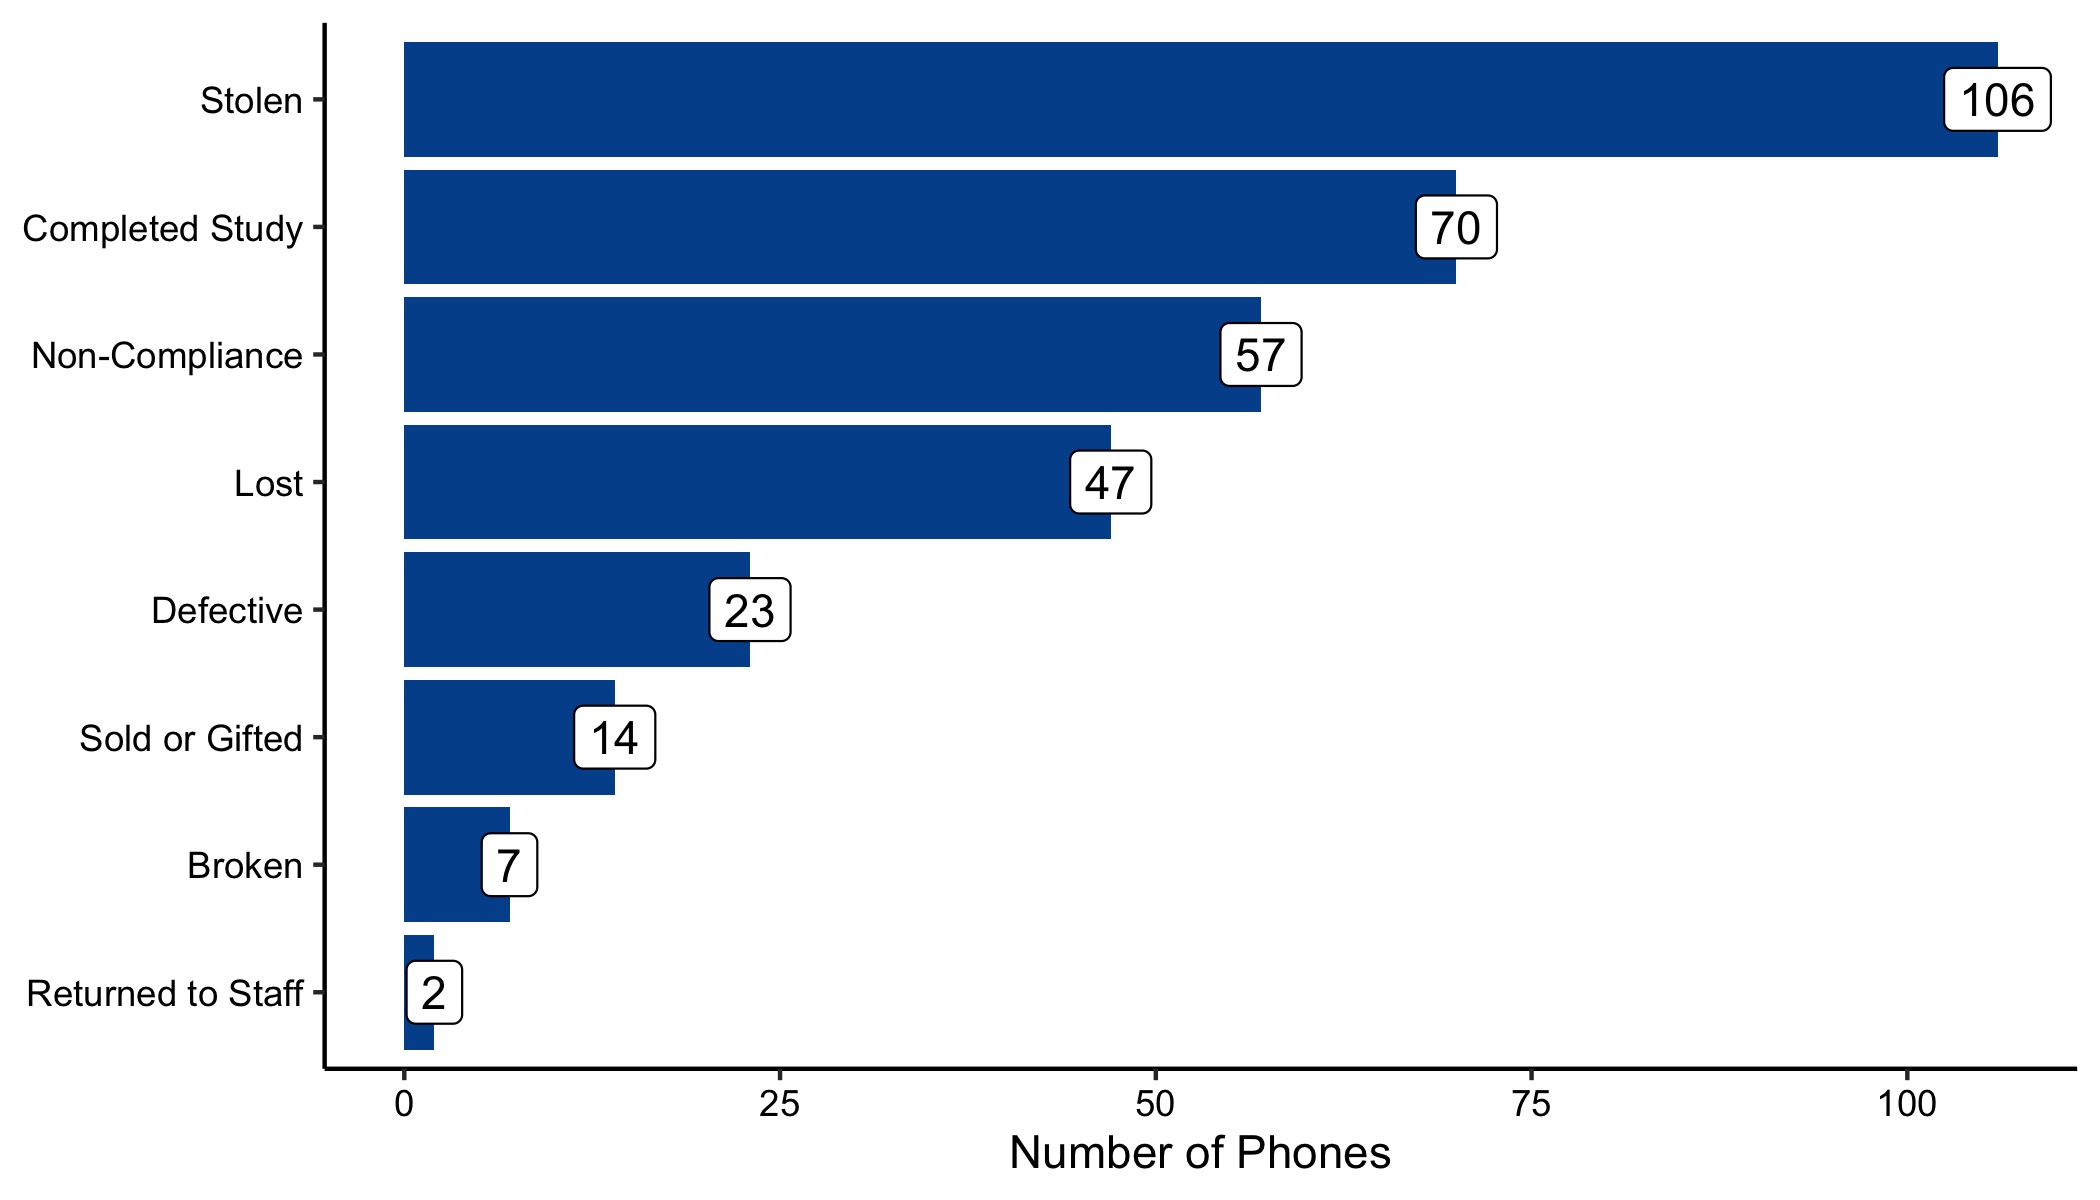 Stolen 106
Completed Study 70
Non-Compliance 57
Lost 47
Defective 23
Sold or Gifted 14
Broken 7
Returned to Staff 2
0 25 50 75 100
Number of Phones